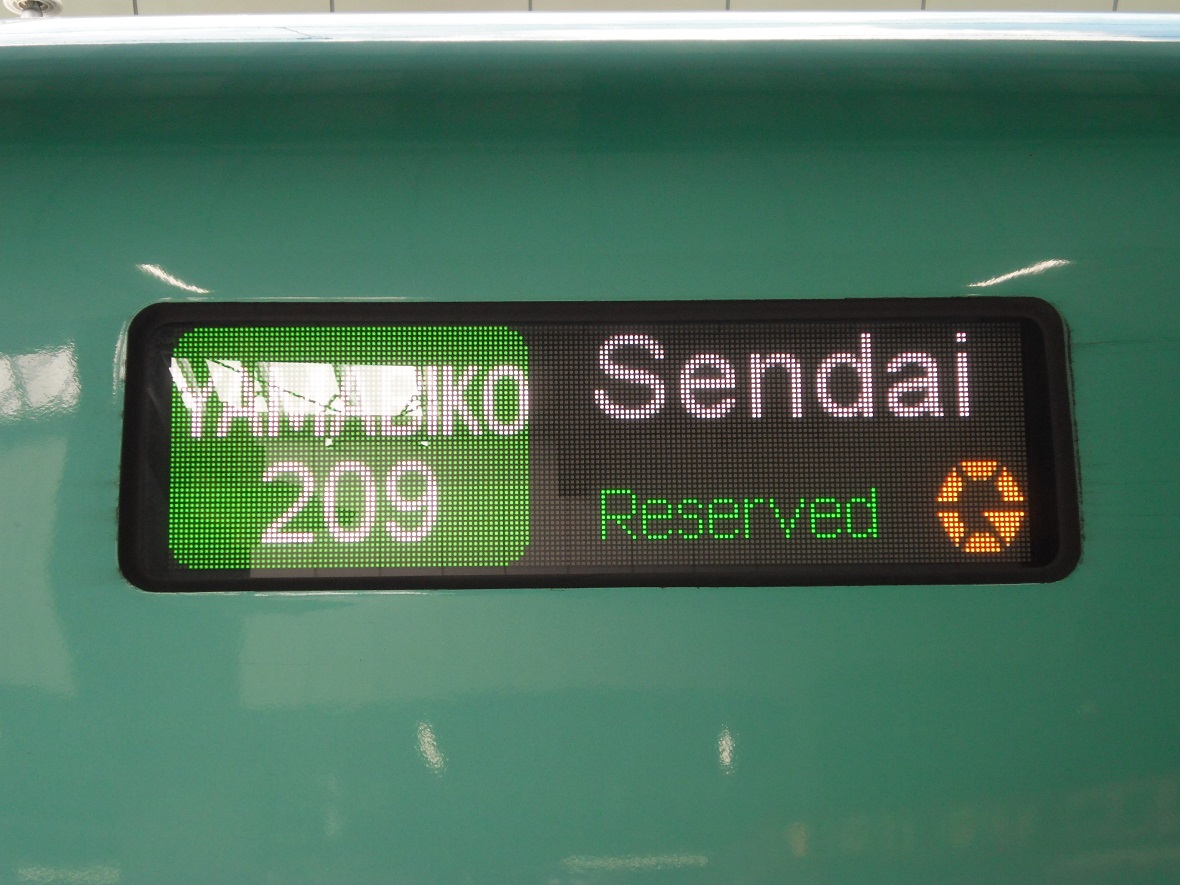 YAMABIKO
209
Sendai
Reserved